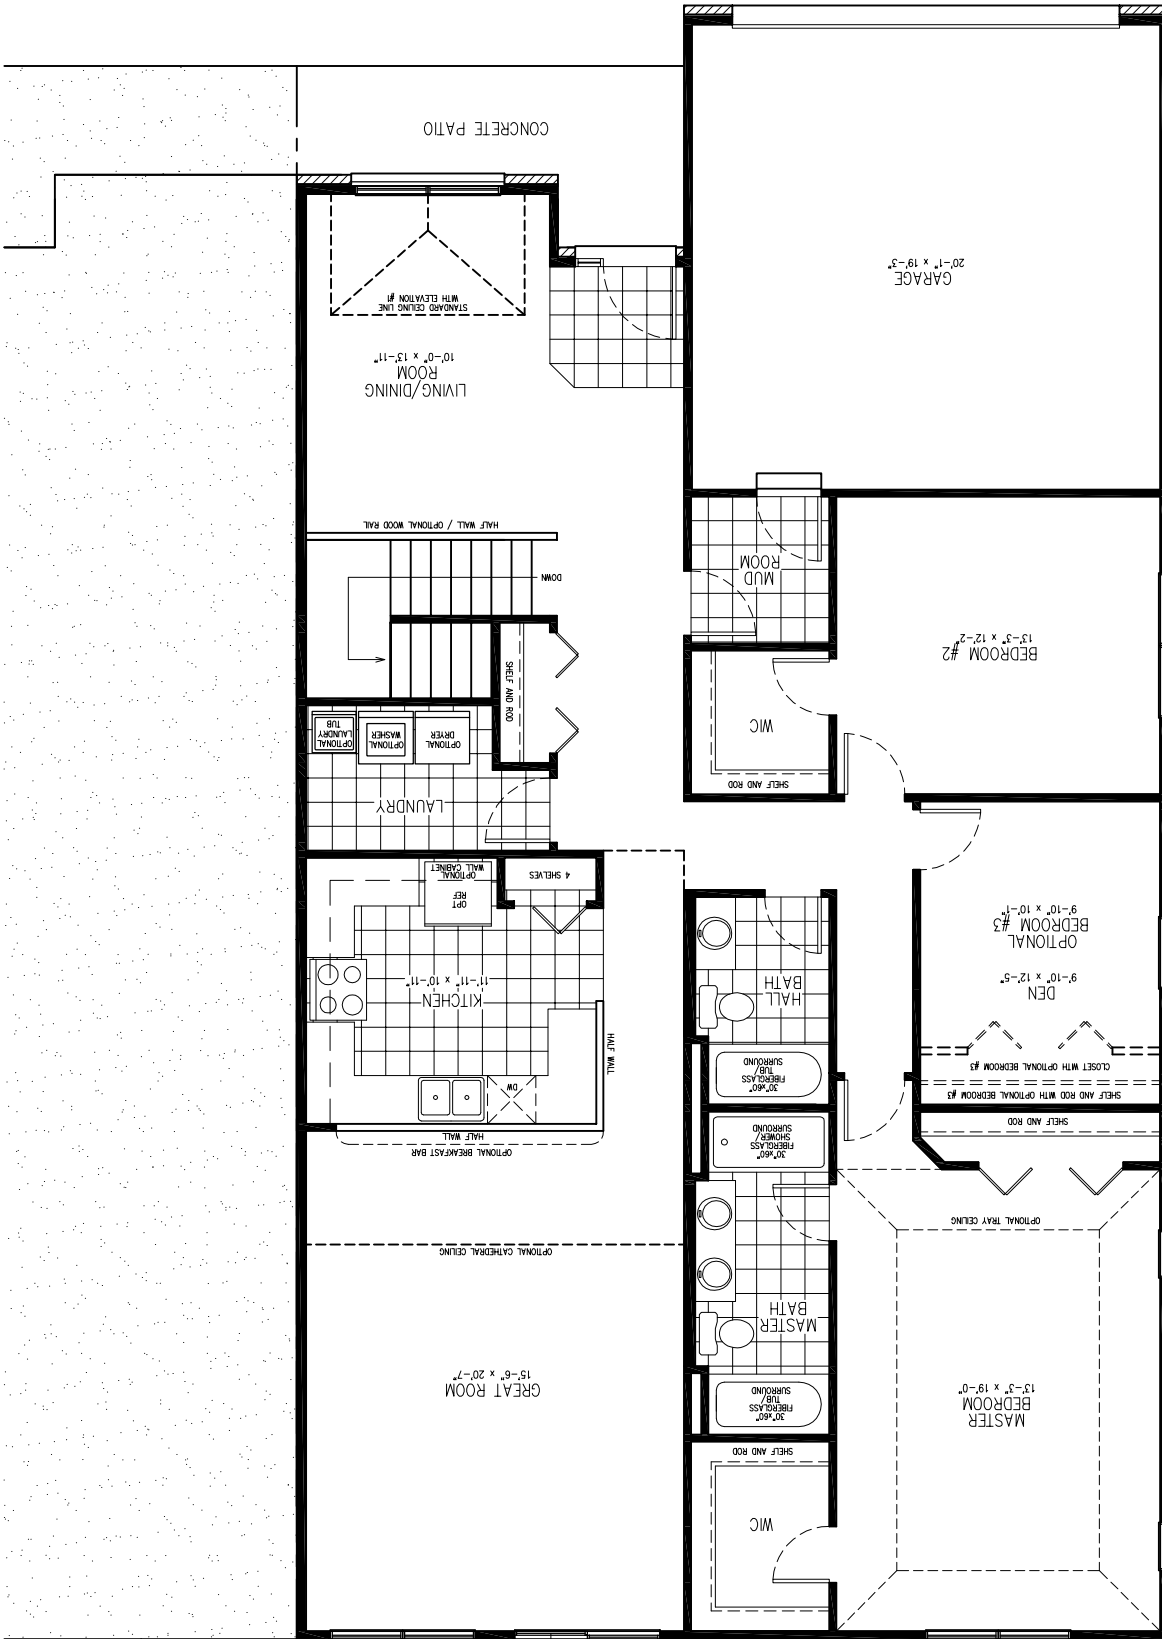 WIC
SHELF AND ROD
MASTER
BEDROOM
13'-3" x 19'-0"
30"x60"
FIBERGLASS
TUB/
SURROUND
GREAT ROOM
15'-6" x 20'-7"
MASTER
BATH
OPTIONAL TRAY CEILING
OPTIONAL CATHEDRAL CEILING
30"x60"
FIBERGLASS
SHOWER/
SURROUND
OPTIONAL BREAKFAST BAR
HALF WALL
SHELF AND ROD
SHELF AND ROD WITH OPTIONAL BEDROOM #3
CLOSET WITH OPTIONAL BEDROOM #3
30"x60"
FIBERGLASS
TUB/
SURROUND
HALF WALL
DW
DEN
9'-10" x 12'-5"
OPTIONAL
BEDROOM #3
9'-10" x 10'-1"
HALL
BATH
KITCHEN
11'-11" x 10'-11"
OPT
REF
OPTIONAL
WALL CABINET
4 SHELVES
LAUNDRY
SHELF AND ROD
WIC
OPTIONAL
DRYER
OPTIONAL
WASHER
OPTIONAL
LAUNDRY
TUB
SHELF AND ROD
BEDROOM #2
13'-3" x 12'-2"
MUD
ROOM
DOWN
HALF WALL / OPTIONAL WOOD RAIL
LIVING/DINING
ROOM
10'-0" x 13'-11"
STANDARD CEILING LINE
WITH ELEVATION #1
GARAGE
20'-1" x 19'-3"
CONCRETE PATIO